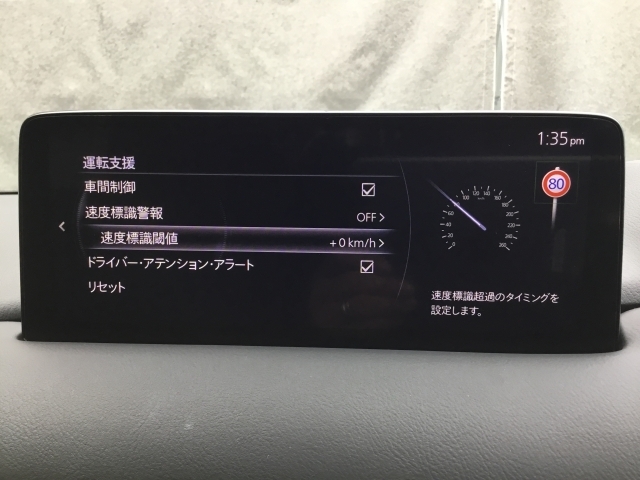 1:35 pm
運転支援
車間制御
速度標識警報 OFF
速度標識閾値 +0 km/h
ドライバー・アテンション・アラート
リセット
80
速度標識超過のタイミングを
設定します。